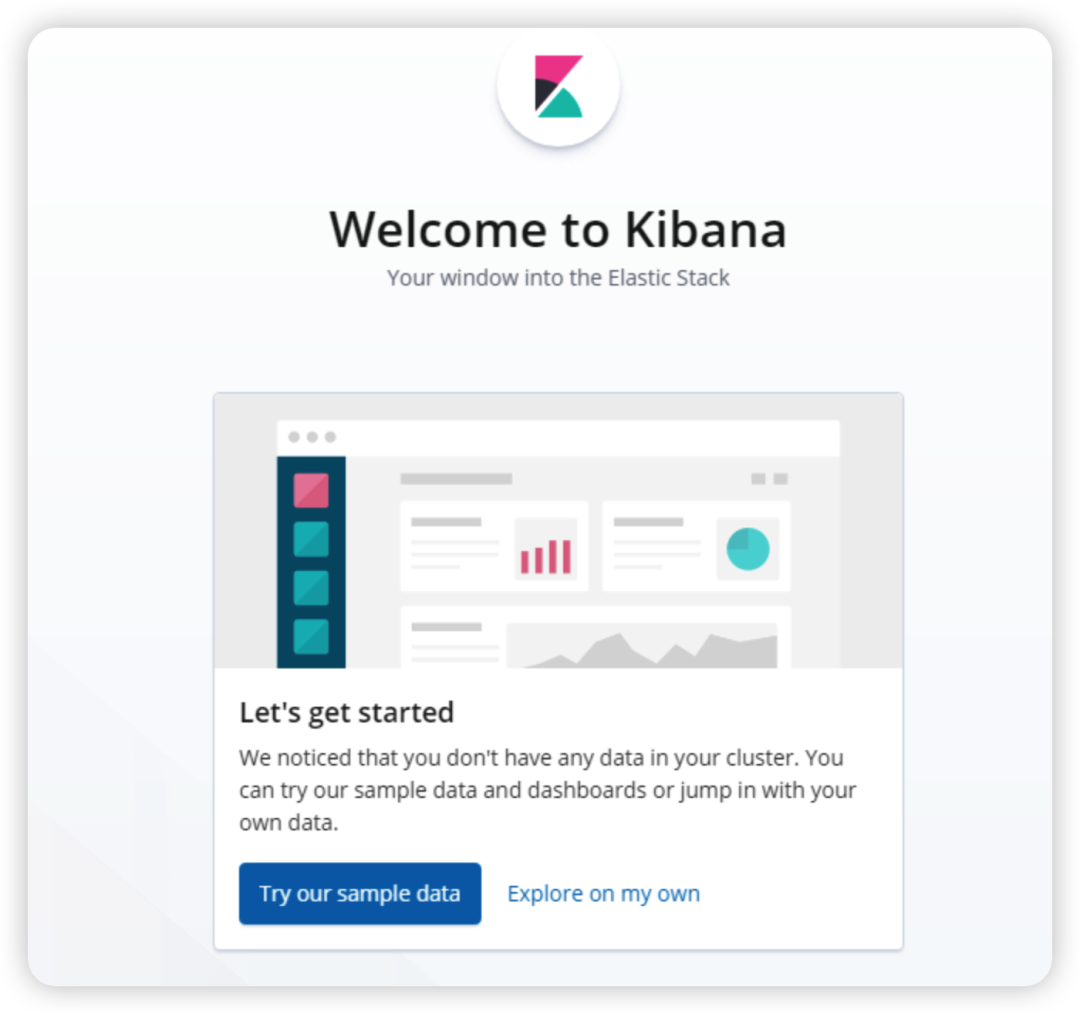 Welcome to Kibana
Your window into the Elastic Stack
Let's get started
We noticed that you don't have any data in your cluster. You
can try our sample data and dashboards or jump in with your
own data.
Try our sample data
Explore on my own